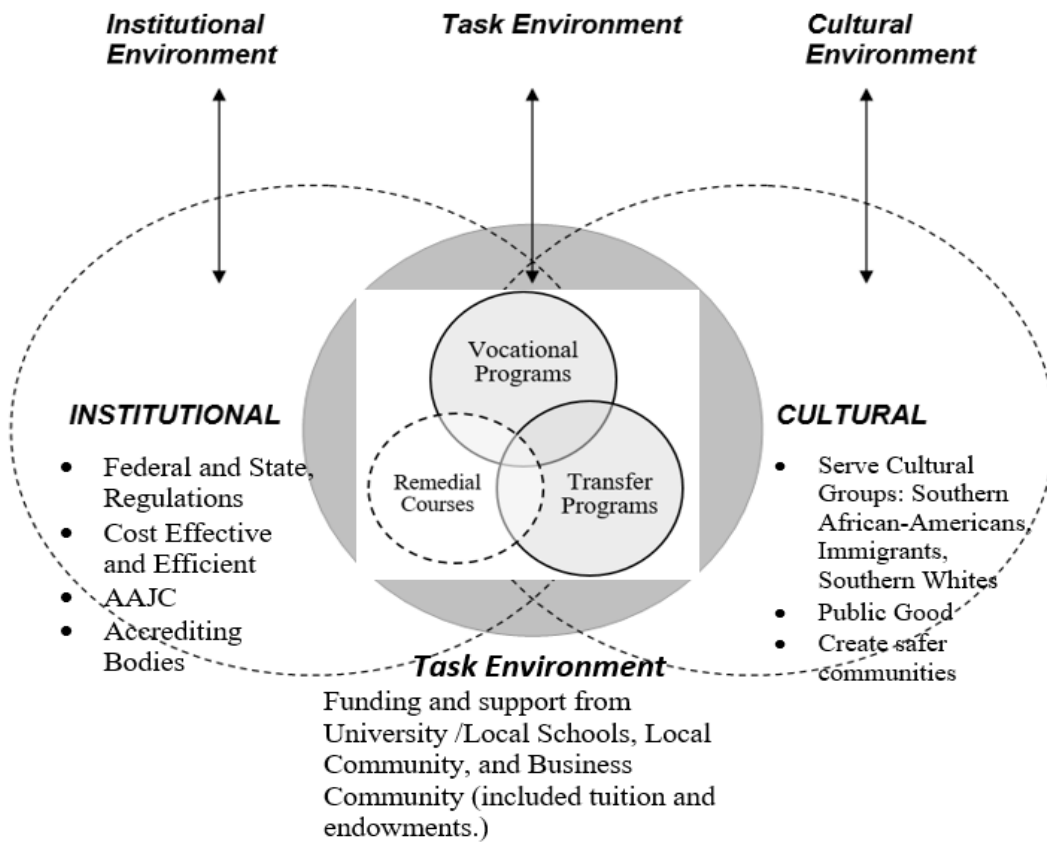 Institutional
Environment
Task Environment
Cultural
Environment
Vocational
Programs
Remedial
Courses
Transfer
Programs
INSTITUTIONAL
• Federal and State,
Regulations
• Cost Effective
and Efficient
• AAJC
• Accrediting
Bodies
CULTURAL
• Serve Cultural
Groups: Southern
African-Americans,
Immigrants,
Southern Whites
• Public Good
• Create safer
communities
Task Environment
Funding and support from
University /Local Schools, Local
Community, and Business
Community (included tuition and
endowments.)